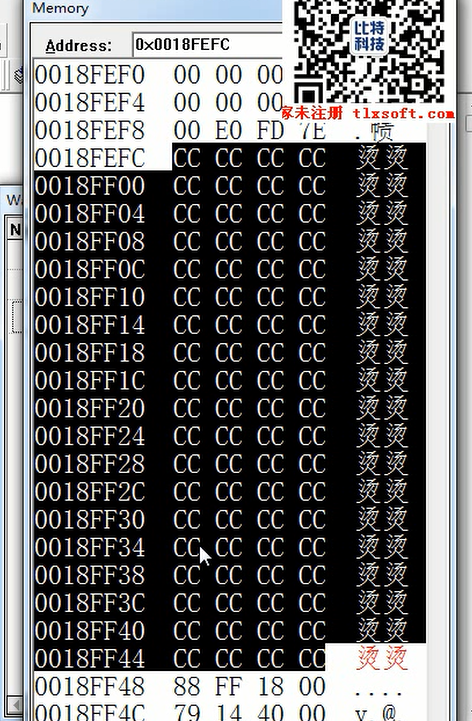 Memory
Address: 0x0018FEFC
比特
科技
家未注册 tlxsoft.com
0018FEF0 00 00 00
0018FEF4 00 00 00
0018FEF8 00 E0 FD 7E .
0018FEFC CC CC CC CC 烫烫
0018FF00 CC CC CC CC 烫烫
0018FF04 CC CC CC CC 烫烫
0018FF08 CC CC CC CC 烫烫
0018FF0C CC CC CC CC 烫烫
0018FF10 CC CC CC CC 烫烫
0018FF14 CC CC CC CC 烫烫
0018FF18 CC CC CC CC 烫烫
0018FF1C CC CC CC CC 烫烫
0018FF20 CC CC CC CC 烫烫
0018FF24 CC CC CC CC 烫烫
0018FF28 CC CC CC CC 烫烫
0018FF2C CC CC CC CC 烫烫
0018FF30 CC CC CC CC 烫烫
0018FF34 CC CC CC CC 烫烫
0018FF38 CC CC CC CC 烫烫
0018FF3C CC CC CC CC 烫烫
0018FF40 CC CC CC CC 烫烫
0018FF44 CC CC CC CC 烫烫
0018FF48 88 FF 18 00 ....
0018FF4C 79 14 40 00 y.@